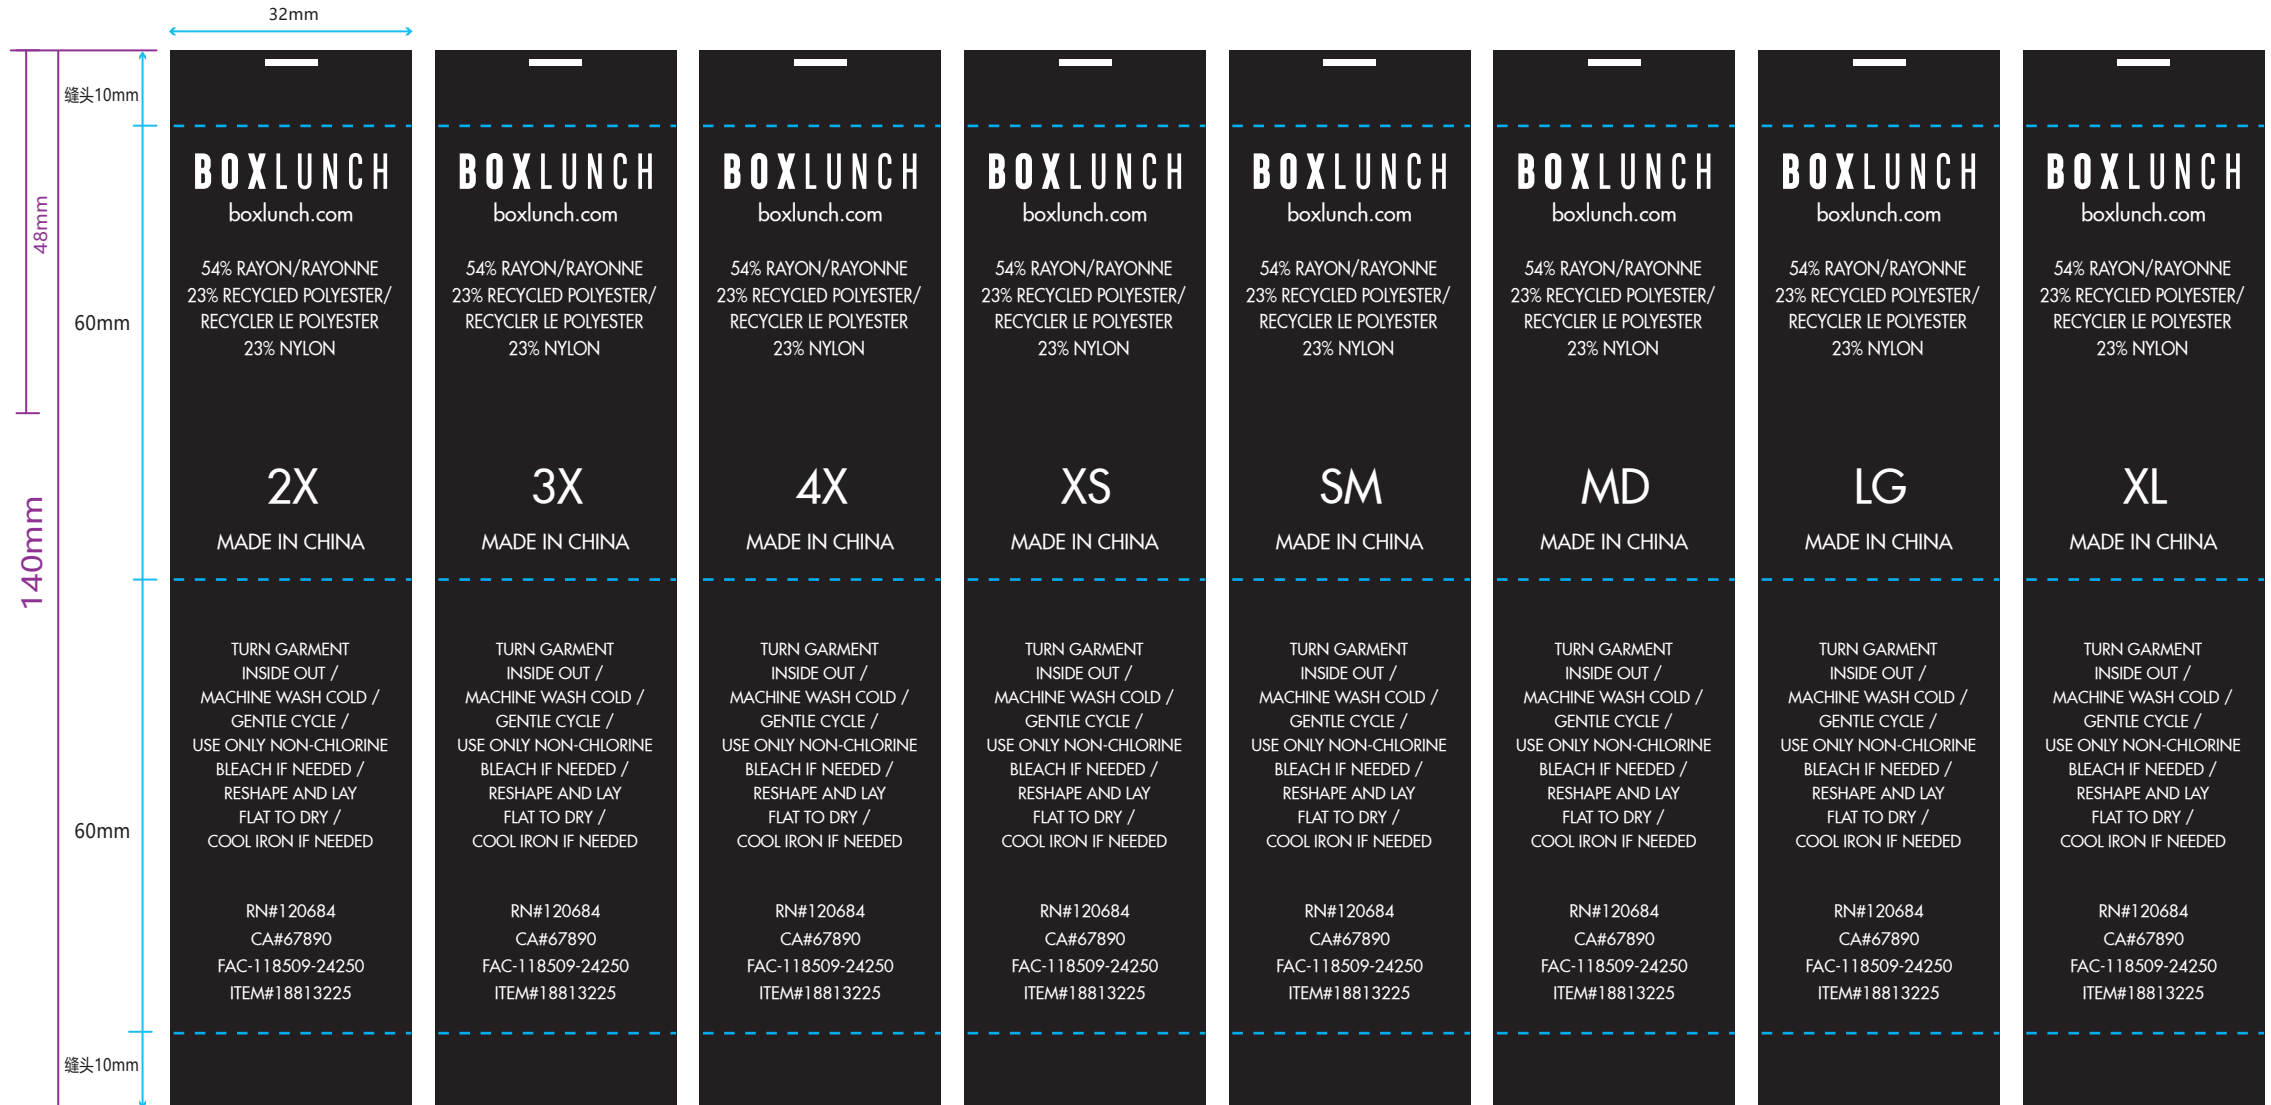 32mm
缝头10mm
48mm
60mm
140mm
60mm
缝头10mm
BOXLUNCH
boxlunch.com
54% RAYON/RAYONNE
23% RECYCLED POLYESTER/
RECYCLER LE POLYESTER
23% NYLON
2X
MADE IN CHINA
TURN GARMENT
INSIDE OUT /
MACHINE WASH COLD /
GENTLE CYCLE /
USE ONLY NON-CHLORINE
BLEACH IF NEEDED /
RESHAPE AND LAY
FLAT TO DRY /
COOL IRON IF NEEDED
RN#120684
CA#67890
FAC-118509-24250
ITEM#18813225
BOXLUNCH
boxlunch.com
54% RAYON/RAYONNE
23% RECYCLED POLYESTER/
RECYCLER LE POLYESTER
23% NYLON
3X
MADE IN CHINA
TURN GARMENT
INSIDE OUT /
MACHINE WASH COLD /
GENTLE CYCLE /
USE ONLY NON-CHLORINE
BLEACH IF NEEDED /
RESHAPE AND LAY
FLAT TO DRY /
COOL IRON IF NEEDED
RN#120684
CA#67890
FAC-118509-24250
ITEM#18813225
BOXLUNCH
boxlunch.com
54% RAYON/RAYONNE
23% RECYCLED POLYESTER/
RECYCLER LE POLYESTER
23% NYLON
4X
MADE IN CHINA
TURN GARMENT
INSIDE OUT /
MACHINE WASH COLD /
GENTLE CYCLE /
USE ONLY NON-CHLORINE
BLEACH IF NEEDED /
RESHAPE AND LAY
FLAT TO DRY /
COOL IRON IF NEEDED
RN#120684
CA#67890
FAC-118509-24250
ITEM#18813225
BOXLUNCH
boxlunch.com
54% RAYON/RAYONNE
23% RECYCLED POLYESTER/
RECYCLER LE POLYESTER
23% NYLON
XS
MADE IN CHINA
TURN GARMENT
INSIDE OUT /
MACHINE WASH COLD /
GENTLE CYCLE /
USE ONLY NON-CHLORINE
BLEACH IF NEEDED /
RESHAPE AND LAY
FLAT TO DRY /
COOL IRON IF NEEDED
RN#120684
CA#67890
FAC-118509-24250
ITEM#18813225
BOXLUNCH
boxlunch.com
54% RAYON/RAYONNE
23% RECYCLED POLYESTER/
RECYCLER LE POLYESTER
23% NYLON
SM
MADE IN CHINA
TURN GARMENT
INSIDE OUT /
MACHINE WASH COLD /
GENTLE CYCLE /
USE ONLY NON-CHLORINE
BLEACH IF NEEDED /
RESHAPE AND LAY
FLAT TO DRY /
COOL IRON IF NEEDED
RN#120684
CA#67890
FAC-118509-24250
ITEM#18813225
BOXLUNCH
boxlunch.com
54% RAYON/RAYONNE
23% RECYCLED POLYESTER/
RECYCLER LE POLYESTER
23% NYLON
MD
MADE IN CHINA
TURN GARMENT
INSIDE OUT /
MACHINE WASH COLD /
GENTLE CYCLE /
USE ONLY NON-CHLORINE
BLEACH IF NEEDED /
RESHAPE AND LAY
FLAT TO DRY /
COOL IRON IF NEEDED
RN#120684
CA#67890
FAC-118509-24250
ITEM#18813225
BOXLUNCH
boxlunch.com
54% RAYON/RAYONNE
23% RECYCLED POLYESTER/
RECYCLER LE POLYESTER
23% NYLON
LG
MADE IN CHINA
TURN GARMENT
INSIDE OUT /
MACHINE WASH COLD /
GENTLE CYCLE /
USE ONLY NON-CHLORINE
BLEACH IF NEEDED /
RESHAPE AND LAY
FLAT TO DRY /
COOL IRON IF NEEDED
RN#120684
CA#67890
FAC-118509-24250
ITEM#18813225
BOXLUNCH
boxlunch.com
54% RAYON/RAYONNE
23% RECYCLED POLYESTER/
RECYCLER LE POLYESTER
23% NYLON
XL
MADE IN CHINA
TURN GARMENT
INSIDE OUT /
MACHINE WASH COLD /
GENTLE CYCLE /
USE ONLY NON-CHLORINE
BLEACH IF NEEDED /
RESHAPE AND LAY
FLAT TO DRY /
COOL IRON IF NEEDED
RN#120684
CA#67890
FAC-118509-24250
ITEM#18813225